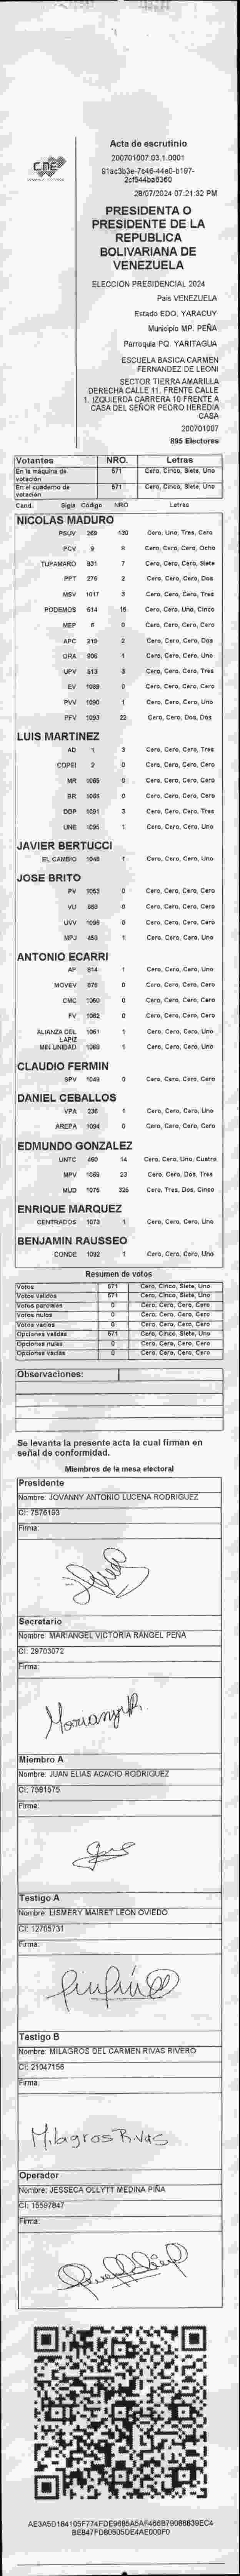 CNE
Acta de escrutinio
200701007.03.1.0001
91ac3b3e-7c46-44e0-b197-
2cf544ba6360
28/07/2024 07:21:32 PM
PRESIDENTA O
PRESIDENTE DE LA
REPUBLICA
BOLIVARIANA DE
VENEZUELA
ELECCIÓN PRESIDENCIAL 2024
País VENEZUELA
Estado EDO. YARACUY
Municipio MP. PEÑA
Parroquia PQ. YARITAGUA
ESCUELA BASICA CARMEN
FERNANDEZ DE LEONI
SECTOR TIERRA AMARILLA
DERECHA CALLE 11. FRENTE CALLE
1. IZQUIERDA CARRERA 10 FRENTE A
CASA DEL SEÑOR PEDRO HEREDIA
CASA
200701007
895 Electores
Votantes NRO. Letras
En la máquina de votación 571 Cero, Cinco, Siete, Uno
En el cuaderno de votación 571 Cero, Cinco, Siete, Uno
Cand. Sigla Código NRO. Letras
NICOLAS MADURO
PSUV 269 130 Cero, Uno, Tres, Cero
PCV 9 8 Cero, Cero, Cero, Ocho
TUPAMARO 931 7 Cero, Cero, Cero, Siete
PPT 276 2 Cero, Cero, Cero, Dos
MSV 1017 3 Cero, Cero, Cero, Tres
PODEMOS 614 15 Cero, Cero, Uno, Cinco
MEP 6 0 Cero, Cero, Cero, Cero
APC 219 2 Cero, Cero, Cero, Dos
ORA 906 1 Cero, Cero, Cero, Uno
UPV 513 3 Cero, Cero, Cero, Tres
EV 1089 0 Cero, Cero, Cero, Cero
PVV 1090 1 Cero, Cero, Cero, Uno
PFV 1093 22 Cero, Cero, Dos, Dos
LUIS MARTINEZ
AD 1 3 Cero, Cero, Cero, Tres
COPEI 2 0 Cero, Cero, Cero, Cero
MR 1065 0 Cero, Cero, Cero, Cero
BR 1066 0 Cero, Cero, Cero, Cero
DDP 1091 3 Cero, Cero, Cero, Tres
UNE 1095 1 Cero, Cero, Cero, Uno
JAVIER BERTUCCI
EL CAMBIO 1048 1 Cero, Cero, Cero, Uno
JOSE BRITO
PV 1053 0 Cero, Cero, Cero, Cero
VU 868 0 Cero, Cero, Cero, Cero
UVV 1096 0 Cero, Cero, Cero, Cero
MPJ 458 1 Cero, Cero, Cero, Uno
ANTONIO ECARRI
AP 814 1 Cero, Cero, Cero, Uno
MOVEV 878 0 Cero, Cero, Cero, Cero
CMC 1050 0 Cero, Cero, Cero, Cero
FV 1052 0 Cero, Cero, Cero, Cero
ALIANZA DEL LAPIZ 1051 1 Cero, Cero, Cero, Uno
MIN UNIDAD 1068 1 Cero, Cero, Cero, Uno
CLAUDIO FERMIN
SPV 1049 0 Cero, Cero, Cero, Cero
DANIEL CEBALLOS
VPA 336 1 Cero, Cero, Cero, Uno
AREPA 1094 0 Cero, Cero, Cero, Cero
EDMUNDO GONZALEZ
UNTC 460 14 Cero, Cero, Uno, Cuatro
MPV 1069 23 Cero, Cero, Dos, Tres
MUD 1075 325 Cero, Tres, Dos, Cinco
ENRIQUE MARQUEZ
CENTRADOS 1073 1 Cero, Cero, Cero, Uno
BENJAMIN RAUSSEO
CONDE 1092 1 Cero, Cero, Cero, Uno
Resumen de votos
Votos 571 Cero, Cinco, Siete, Uno
Votos válidos 571 Cero, Cinco, Siete, Uno
Votos parciales 0 Cero, Cero, Cero, Cero
Votos nulos 0 Cero, Cero, Cero, Cero
Votos vacíos 0 Cero, Cero, Cero, Cero
Opciones válidas 571 Cero, Cinco, Siete, Uno
Opciones nulas 0 Cero, Cero, Cero, Cero
Opciones vacías 0 Cero, Cero, Cero, Cero
Observaciones:
Se levanta la presente acta la cual firman en
señal de conformidad.
Miembros de la mesa electoral
Presidente
Nombre: JOVANNY ANTONIO LUCENA RODRIGUEZ
CI: 7576193
Firma:
Secretario
Nombre: MARIANGEL VICTORIA RANGEL PEÑA
CI: 29703072
Firma:
Miembro A
Nombre: JUAN ELIAS ACACIO RODRIGUEZ
CI: 7581575
Firma:
Testigo A
Nombre: LISMERY MAIRET LEON OVIEDO
CI: 12705731
Firma:
Testigo B
Nombre: MILAGROS DEL CARMEN RIVAS RIVERO
CI: 21047156
Firma:
Milagros Rivas
Operador
Nombre: JESSECA OLLYTT MEDINA PIÑA
CI: 15597847
Firma: